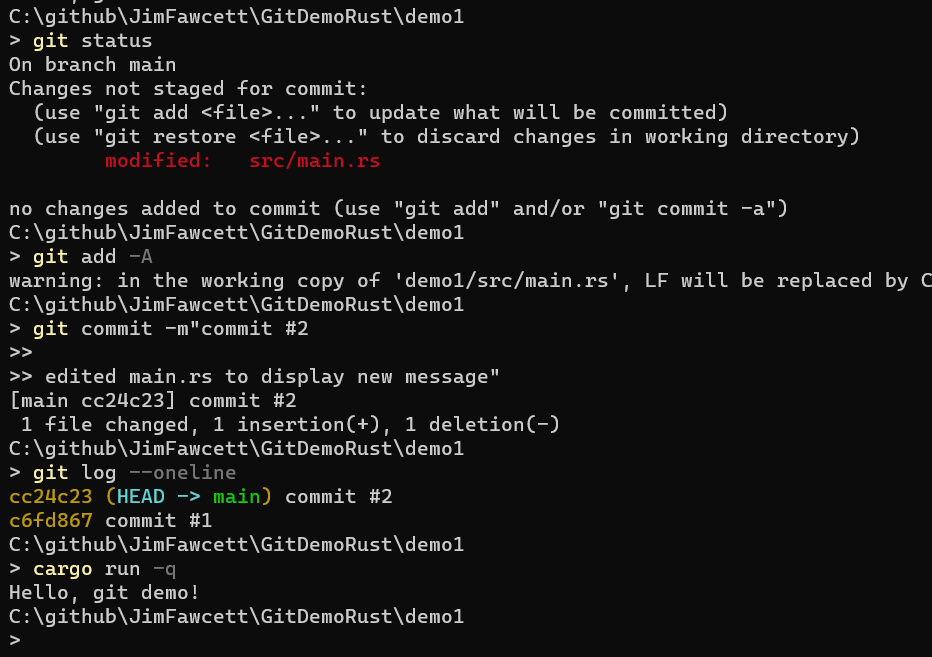 C:\github\JimFawcett\GitDemoRust\demo1
> git status
On branch main
Changes not staged for commit:
  (use "git add <file>..." to update what will be committed)
  (use "git restore <file>..." to discard changes in working directory)
        modified:   src/main.rs

no changes added to commit (use "git add" and/or "git commit -a")
C:\github\JimFawcett\GitDemoRust\demo1
> git add -A
warning: in the working copy of 'demo1/src/main.rs', LF will be replaced by C
C:\github\JimFawcett\GitDemoRust\demo1
> git commit -m"commit #2
>>
>> edited main.rs to display new message"
[main cc24c23] commit #2
 1 file changed, 1 insertion(+), 1 deletion(-)
C:\github\JimFawcett\GitDemoRust\demo1
> git log --oneline
cc24c23 (HEAD -> main) commit #2
c6fd867 commit #1
C:\github\JimFawcett\GitDemoRust\demo1
> cargo run -q
Hello, git demo!
C:\github\JimFawcett\GitDemoRust\demo1
>